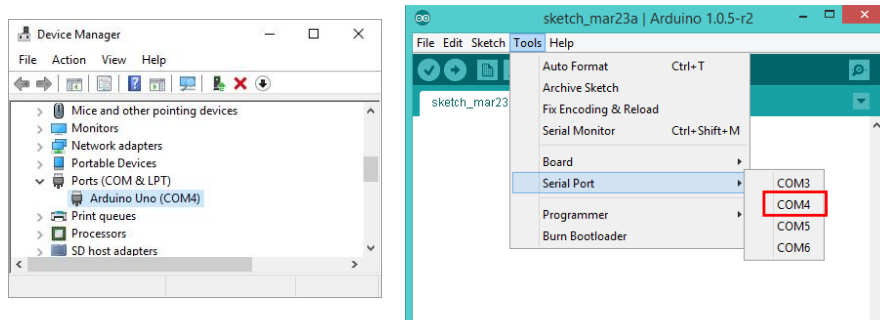 Device Manager
File Action View Help
Mice and other pointing devices
Monitors
Network adapters
Portable Devices
Ports (COM & LPT)
Arduino Uno (COM4)
Print queues
Processors
SD host adapters
sketch_mar23a | Arduino 1.0.5-r2
File Edit Sketch Tools Help
sketch_mar23
Auto Format Ctrl+T
Archive Sketch
Fix Encoding & Reload
Serial Monitor Ctrl+Shift+M
Board
Serial Port
Programmer
Burn Bootloader
COM3
COM4
COM5
COM6